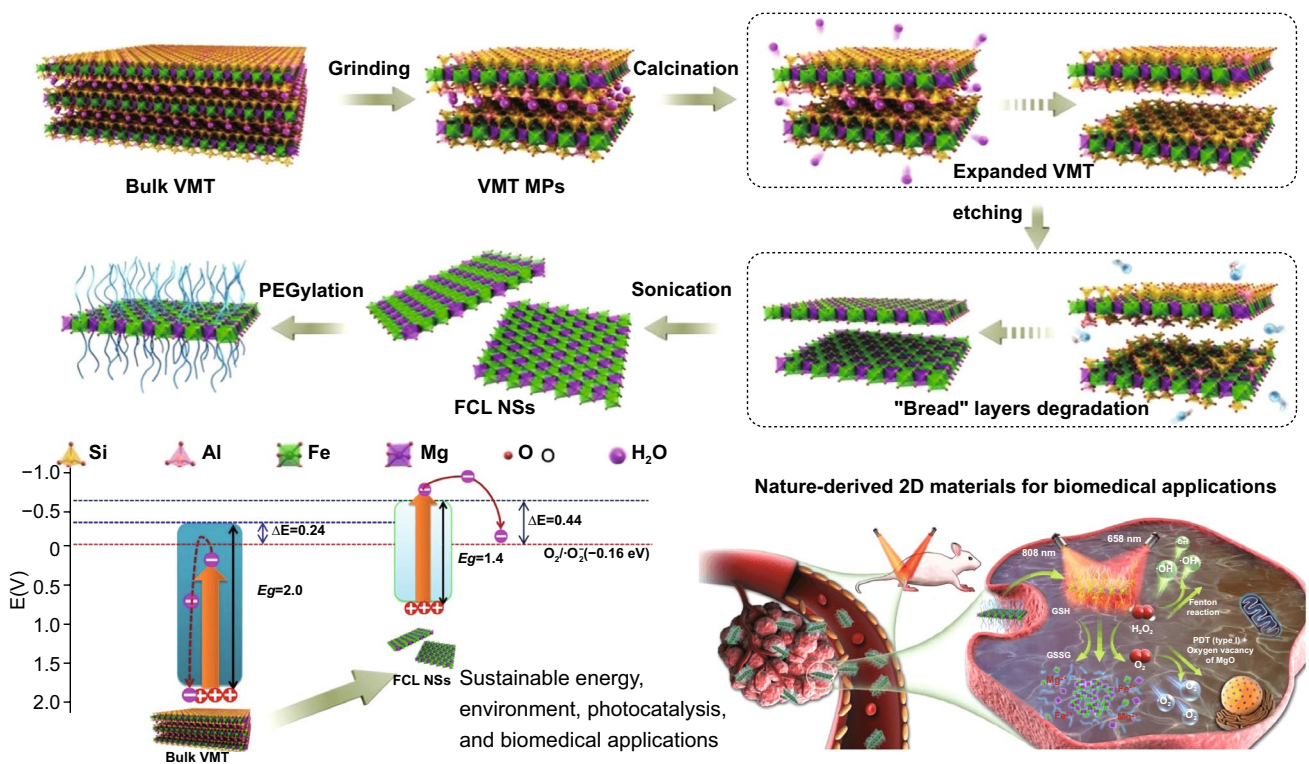 Grinding
Calcination
Bulk VMT
VMT MPs
Expanded VMT
etching
PEGylation
Sonication
FCL NSs
"Bread" layers degradation
Si
Al
Fe
Mg
O O
H₂O
E(V)
−1.0
−0.5
0
0.5
1.0
1.5
2.0
ΔE=0.24
Eg=2.0
ΔE=0.44
Eg=1.4
O₂/·O₂⁻(−0.16 eV)
FCL NSs
Bulk VMT
Sustainable energy,
environment, photocatalysis,
and biomedical applications
Nature-derived 2D materials for biomedical applications
808 nm
658 nm
·OH
·OH
·OH
GSH
Fenton
reaction
H₂O₂
GSSG
O₂
PDT (type I) +
Oxygen vacancy
of MgO
O₂
O₂